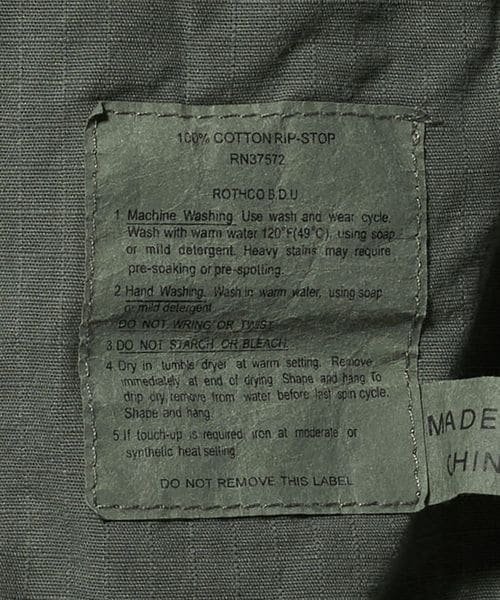 100% COTTON RIP-STOP
RN37572
ROTHCO B.D.U
1. Machine Washing. Use wash and wear cycle.
Wash with warm water 120°F(49°C), using soap
or mild detergent. Heavy stains may require
pre-soaking or pre-spotting.
2 Hand Washing. Wash in warm water, using soap
or mild detergent.
DO NOT WRING OR TWIST
3 DO NOT STARCH OR BLEACH.
4 Dry in tumble dryer at warm setting. Remove
immediately at end of drying. Shape and hang. To
drip dry, remove from water before last spin cycle.
Shape and hang.
5 If touch-up is required, iron at moderate or
synthetic heat setting.
DO NOT REMOVE THIS LABEL
MADE
CHIN